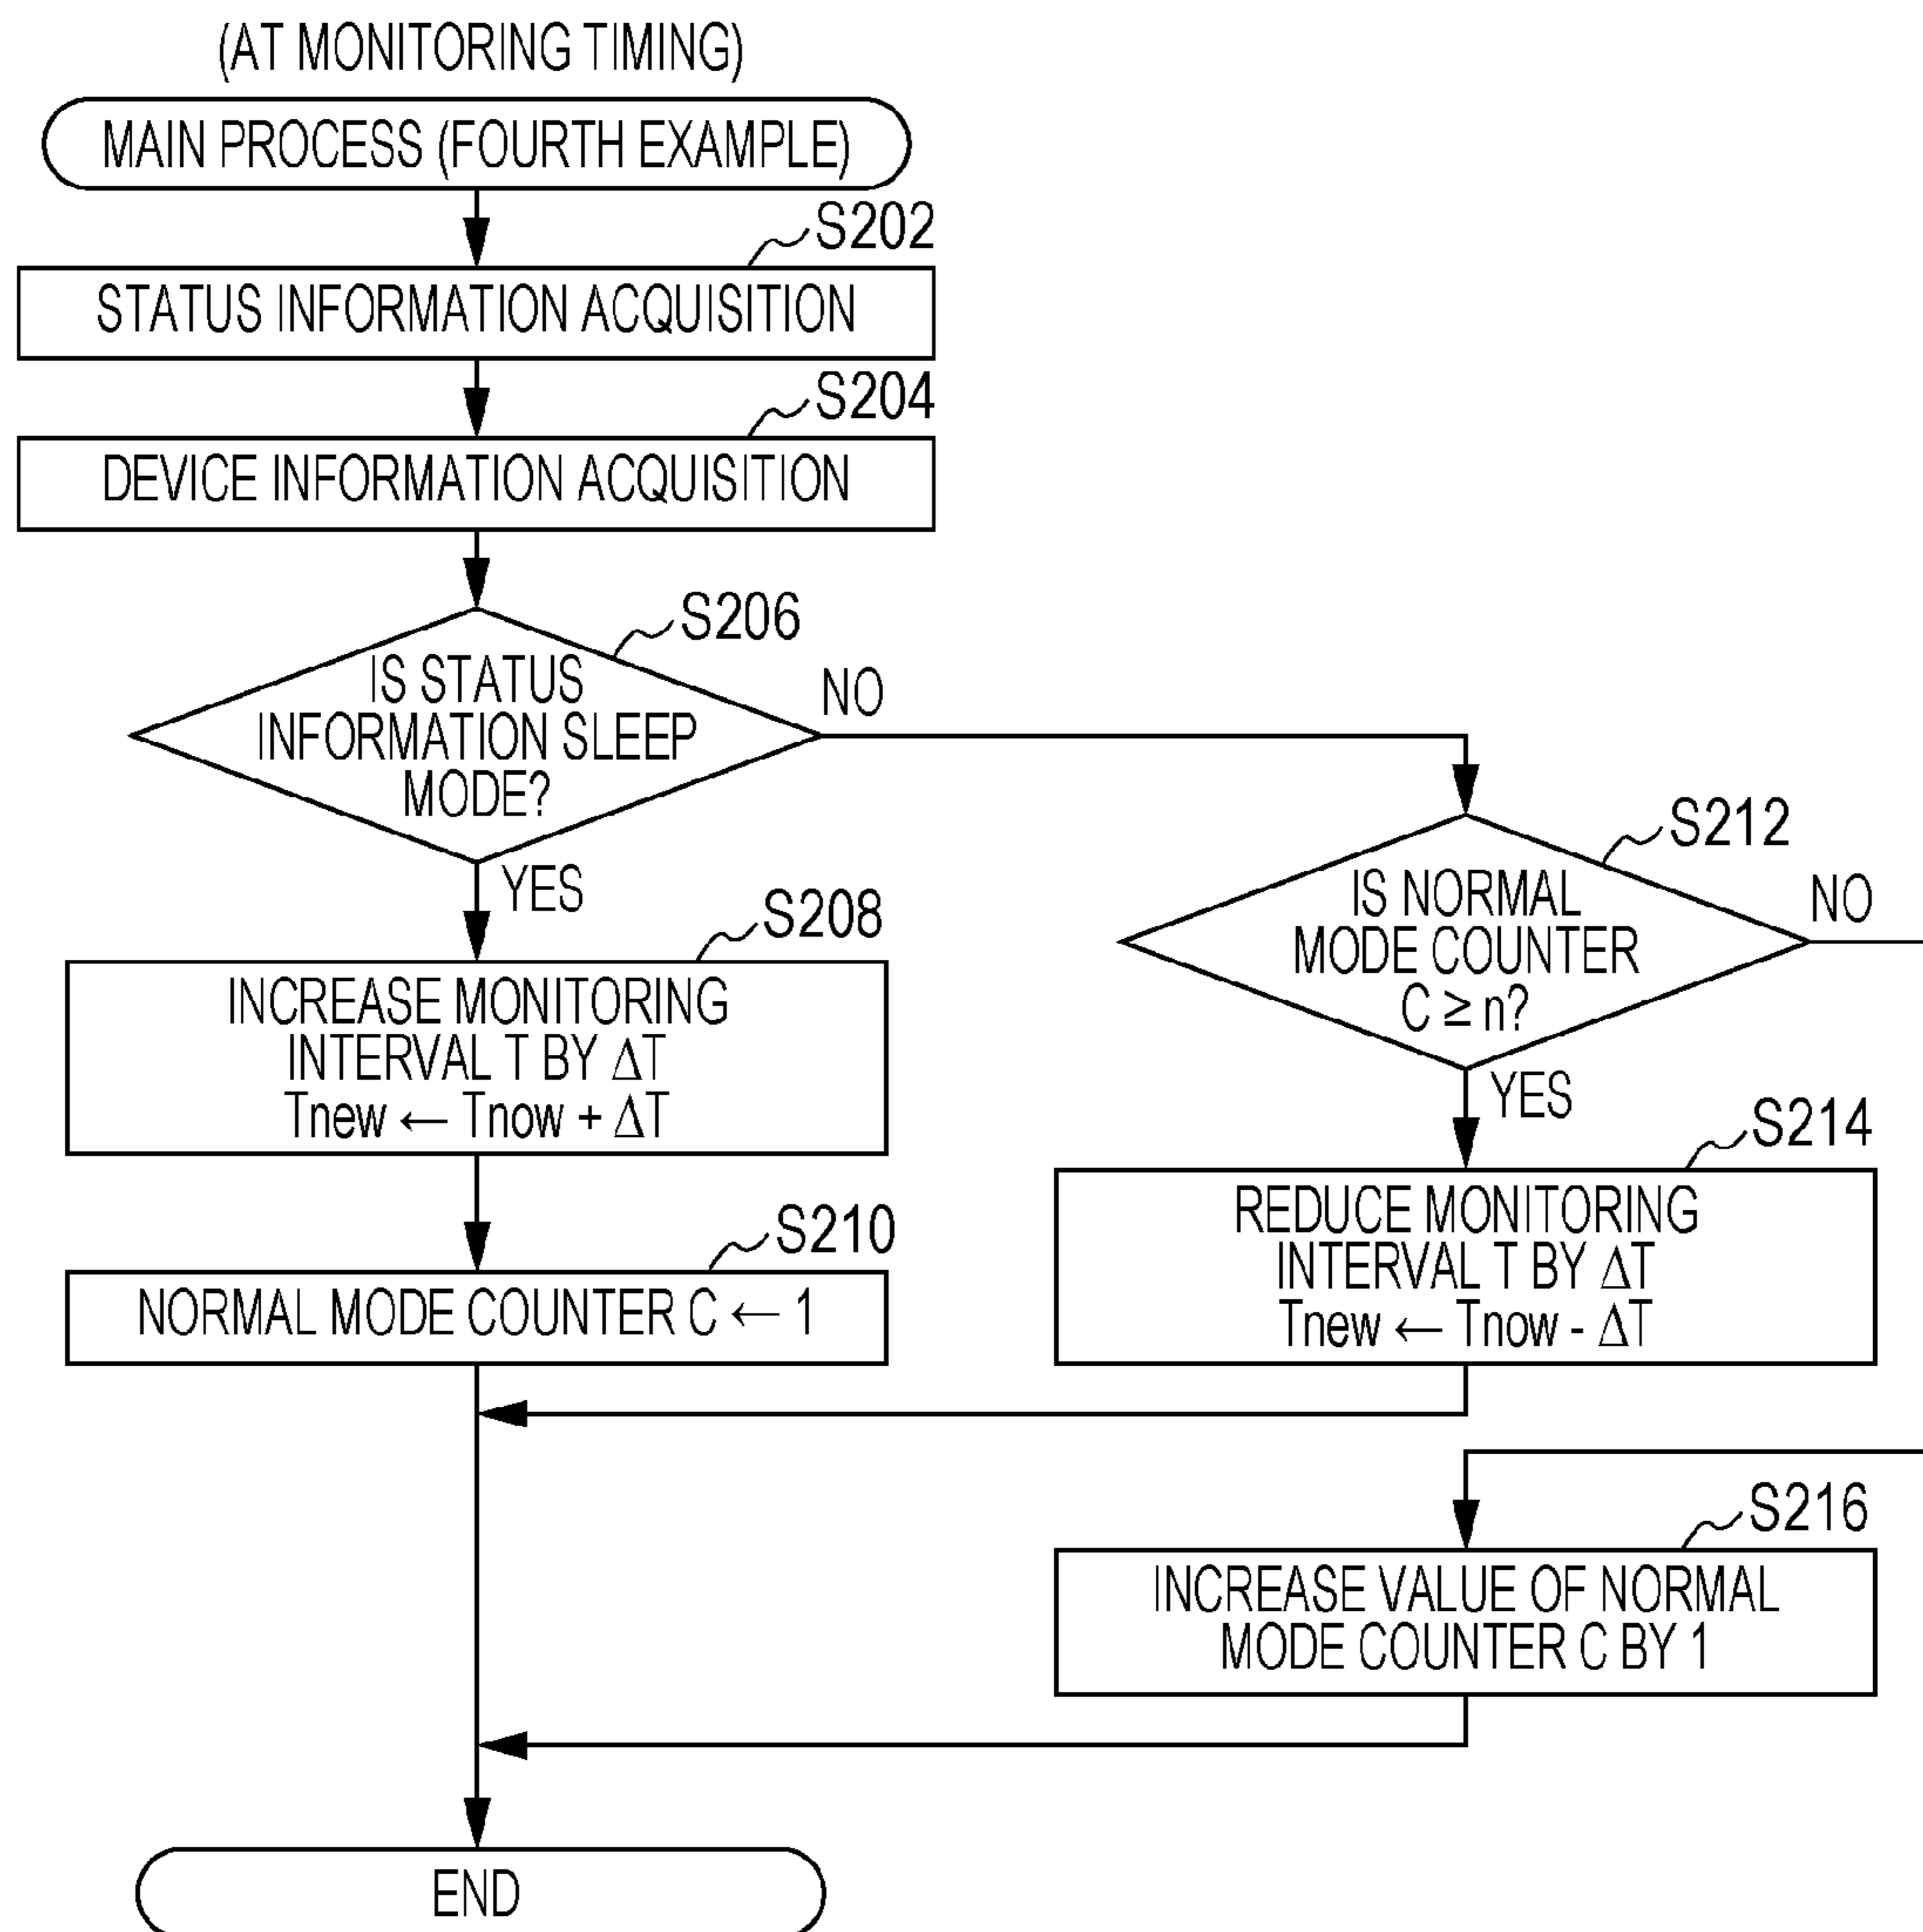 (AT MONITORING TIMING)
MAIN PROCESS (FOURTH EXAMPLE)
S202
STATUS INFORMATION ACQUISITION
S204
DEVICE INFORMATION ACQUISITION
S206
IS STATUS
INFORMATION SLEEP
MODE?
NO
YES
S208
INCREASE MONITORING
INTERVAL T BY ΔT
Tnew ← Tnow + ΔT
S210
NORMAL MODE COUNTER C ← 1
S212
IS NORMAL
MODE COUNTER
C ≥ n?
NO
YES
S214
REDUCE MONITORING
INTERVAL T BY ΔT
Tnew ← Tnow - ΔT
S216
INCREASE VALUE OF NORMAL
MODE COUNTER C BY 1
END